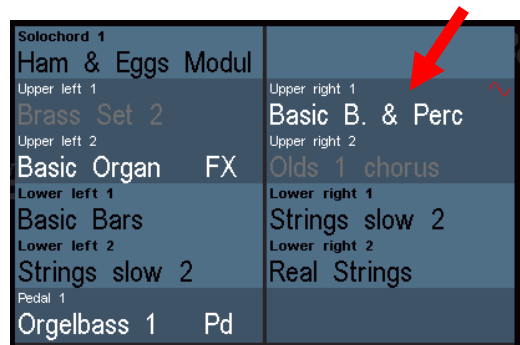 Solochord 1
Ham & Eggs Modul
Upper left 1
Brass Set 2
Upper right 1
Basic B. & Perc
Upper left 2
Basic Organ FX
Upper right 2
Olds 1 chorus
Lower left 1
Basic Bars
Lower right 1
Strings slow 2
Lower left 2
Strings slow 2
Lower right 2
Real Strings
Pedal 1
Orgelbass 1 Pd